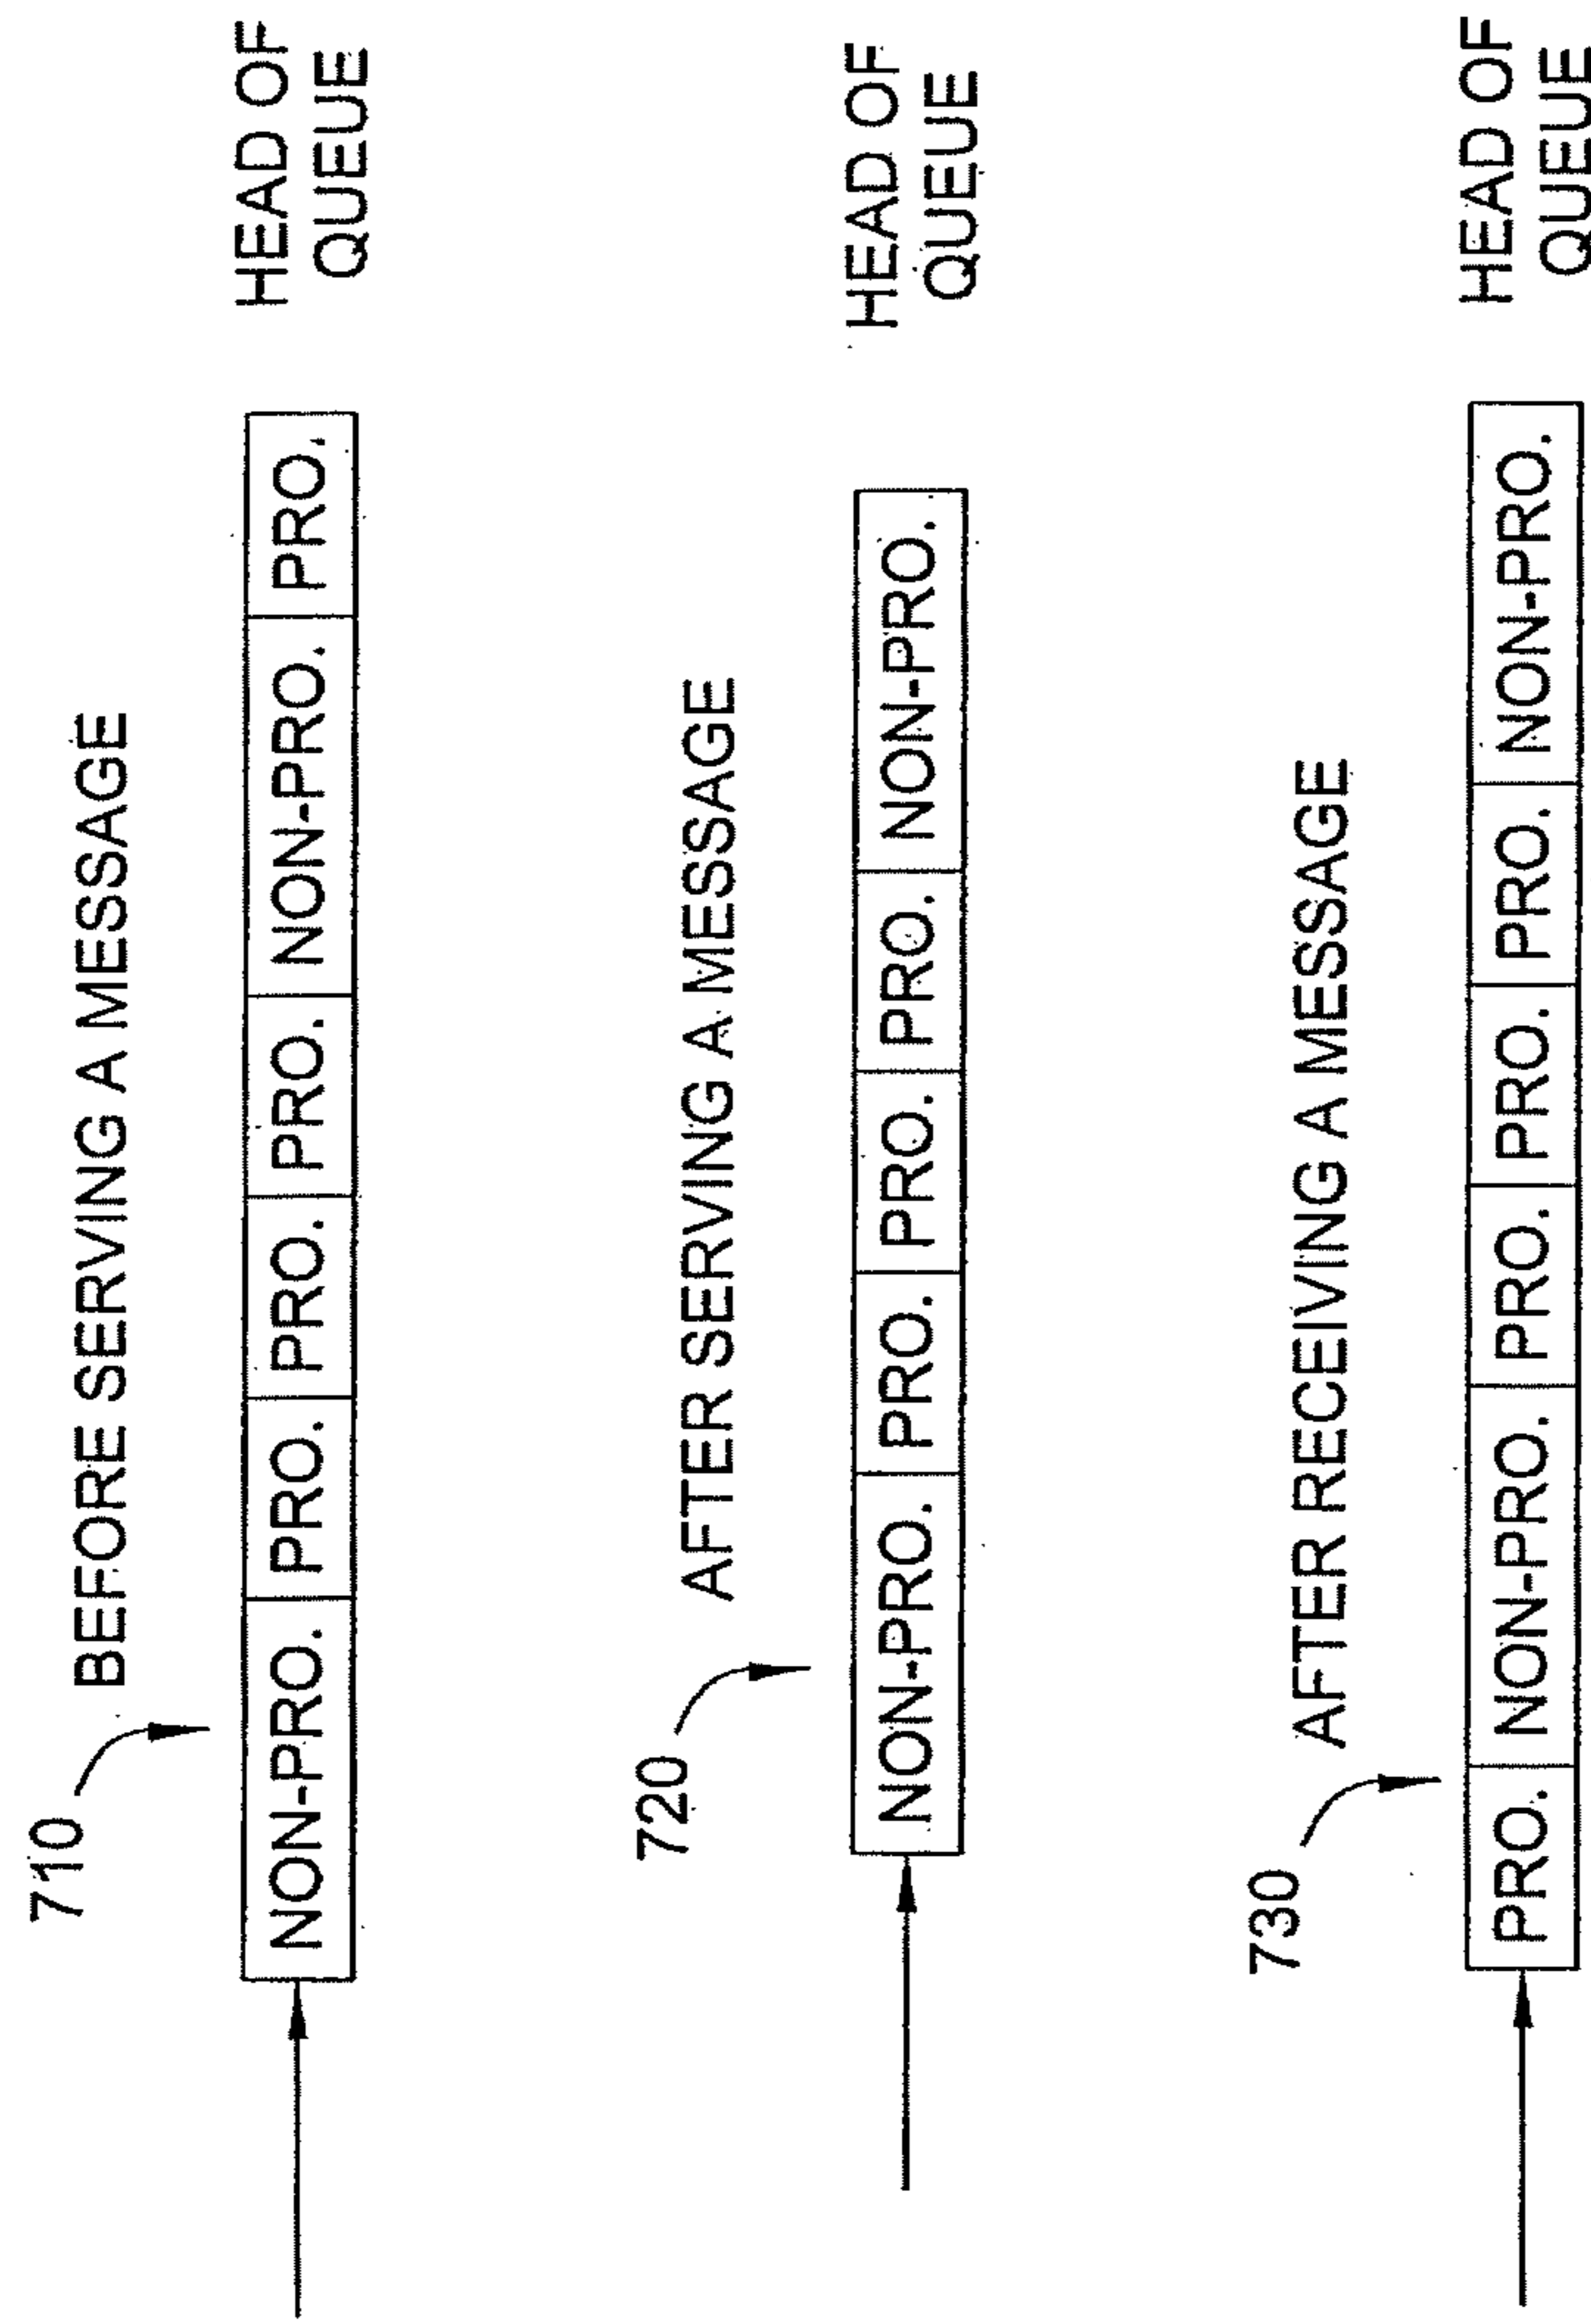 710
BEFORE SERVING A MESSAGE
NON-PRO. PRO. PRO. PRO. NON-PRO. PRO.
HEAD OF
QUEUE
720
AFTER SERVING A MESSAGE
NON-PRO. PRO. PRO. PRO. NON-PRO.
HEAD OF
QUEUE
730
AFTER RECEIVING A MESSAGE
PRO. NON-PRO. PRO. PRO. PRO. NON-PRO.
HEAD OF
QUEUE